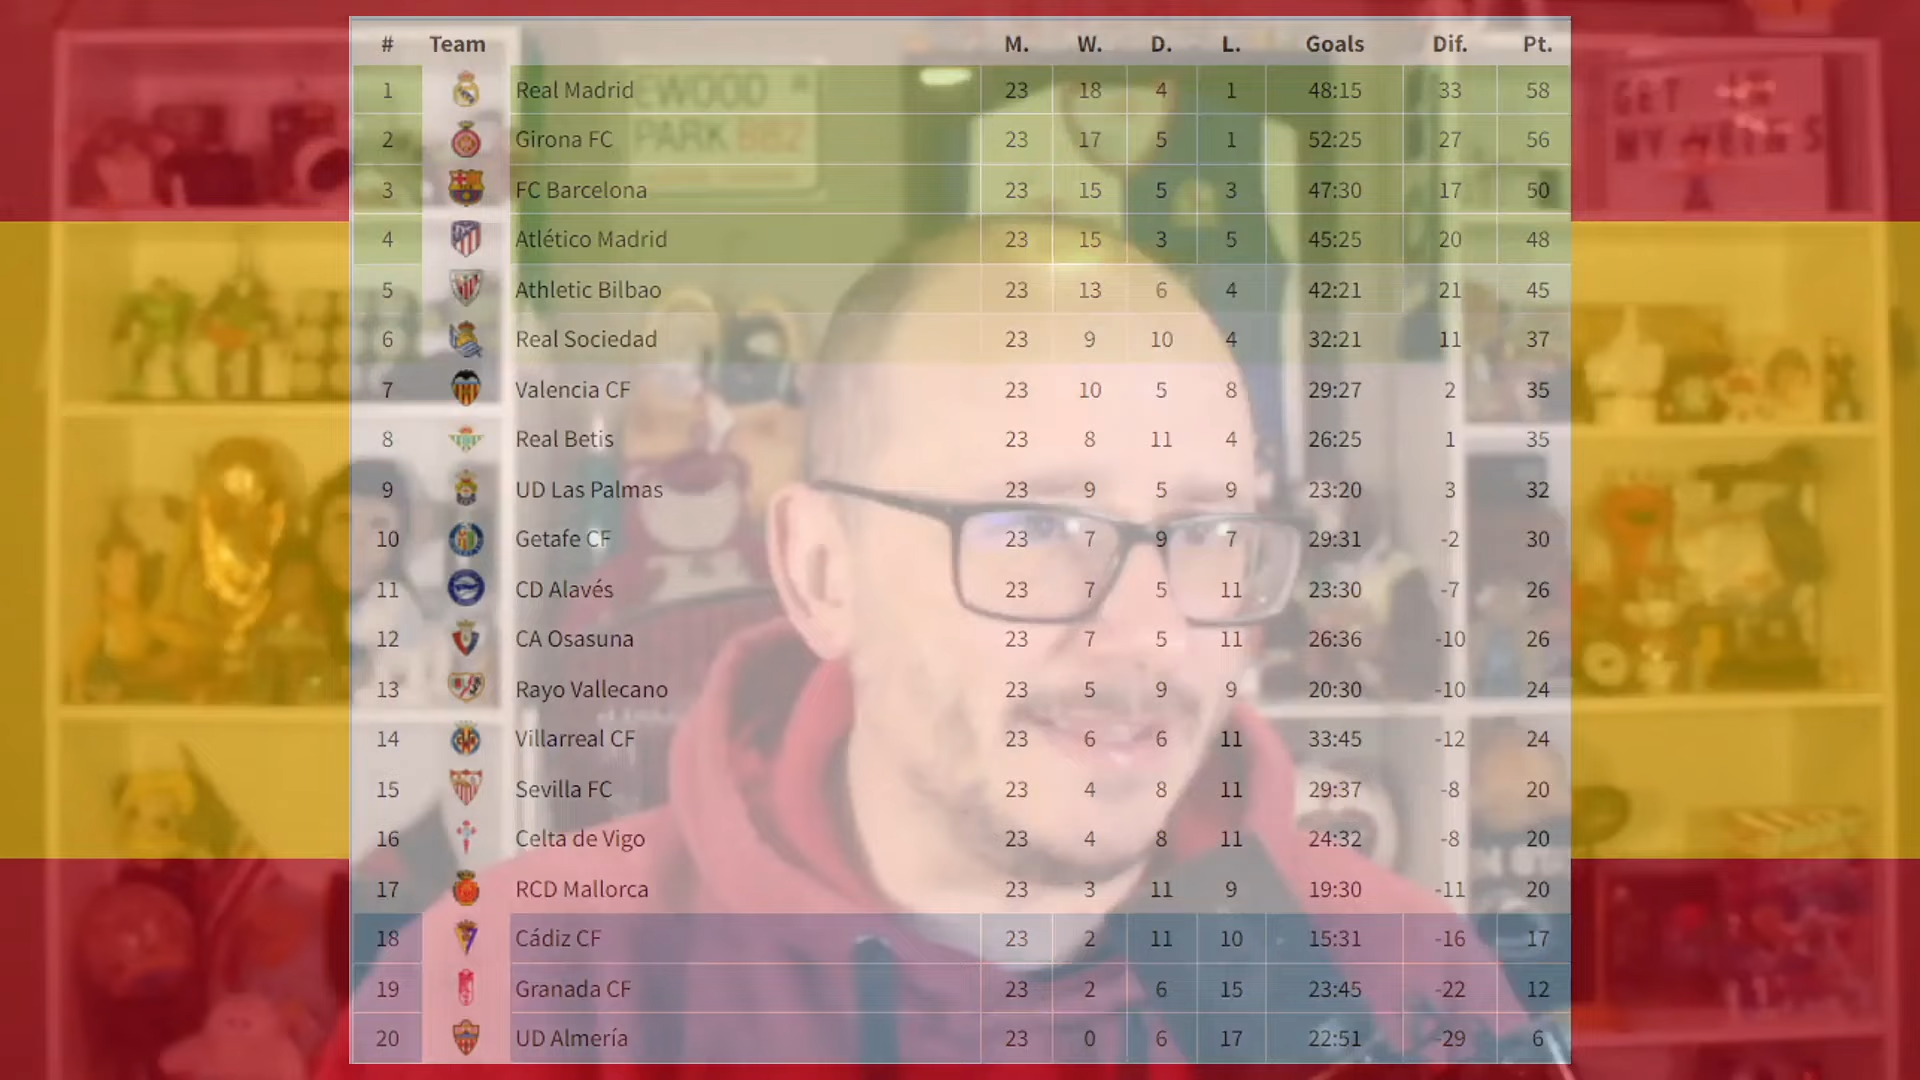 # Team M. W. D. L. Goals Dif. Pt.
1 Real Madrid 23 18 4 1 48:15 33 58
2 Girona FC 23 17 5 1 52:25 27 56
3 FC Barcelona 23 15 5 3 47:30 17 50
4 Atlético Madrid 23 15 3 5 45:25 20 48
5 Athletic Bilbao 23 13 6 4 42:21 21 45
6 Real Sociedad 23 9 10 4 32:21 11 37
7 Valencia CF 23 10 5 8 29:27 2 35
8 Real Betis 23 8 11 4 26:25 1 35
9 UD Las Palmas 23 9 5 9 23:20 3 32
10 Getafe CF 23 7 9 7 29:31 -2 30
11 CD Alavés 23 7 5 11 23:30 -7 26
12 CA Osasuna 23 7 5 11 26:36 -10 26
13 Rayo Vallecano 23 5 9 9 20:30 -10 24
14 Villarreal CF 23 6 6 11 33:45 -12 24
15 Sevilla FC 23 4 8 11 29:37 -8 20
16 Celta de Vigo 23 4 8 11 24:32 -8 20
17 RCD Mallorca 23 3 11 9 19:30 -11 20
18 Cádiz CF 23 2 11 10 15:31 -16 17
19 Granada CF 23 2 6 15 23:45 -22 12
20 UD Almería 23 0 6 17 22:51 -29 6
EWOOD
PARK BB2
GET IN
MY